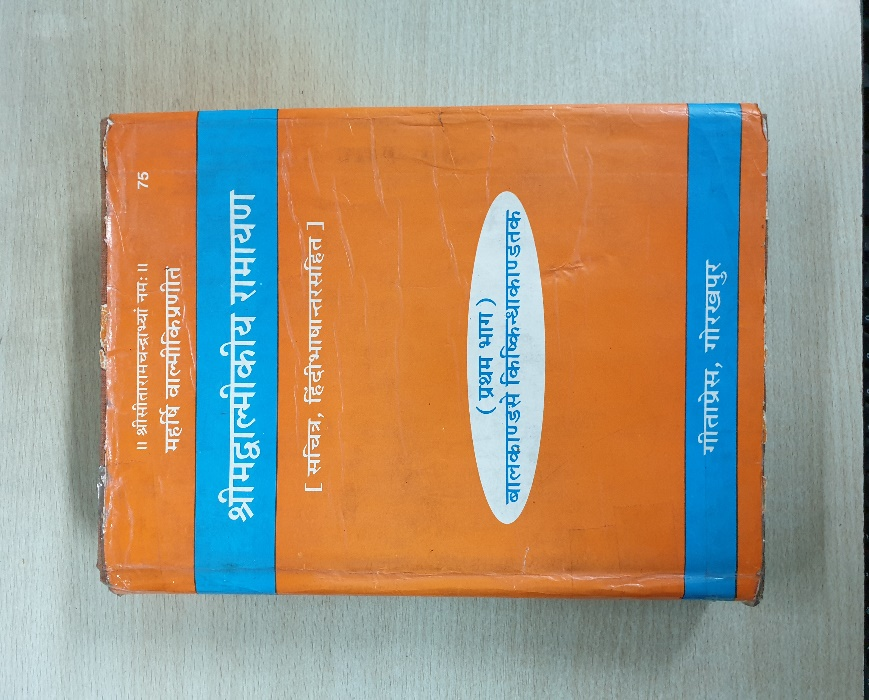 ॥ श्रीसीतारामचन्द्राभ्यां नमः॥ 75
महर्षि वाल्मीकिप्रणीत
श्रीमद्वाल्मीकीय रामायण
[ सचित्र, हिंदीभाषान्तरसहित ]
( प्रथम भाग )
बालकाण्डसे किष्किन्धाकाण्डतक
गीताप्रेस, गोरखपुर